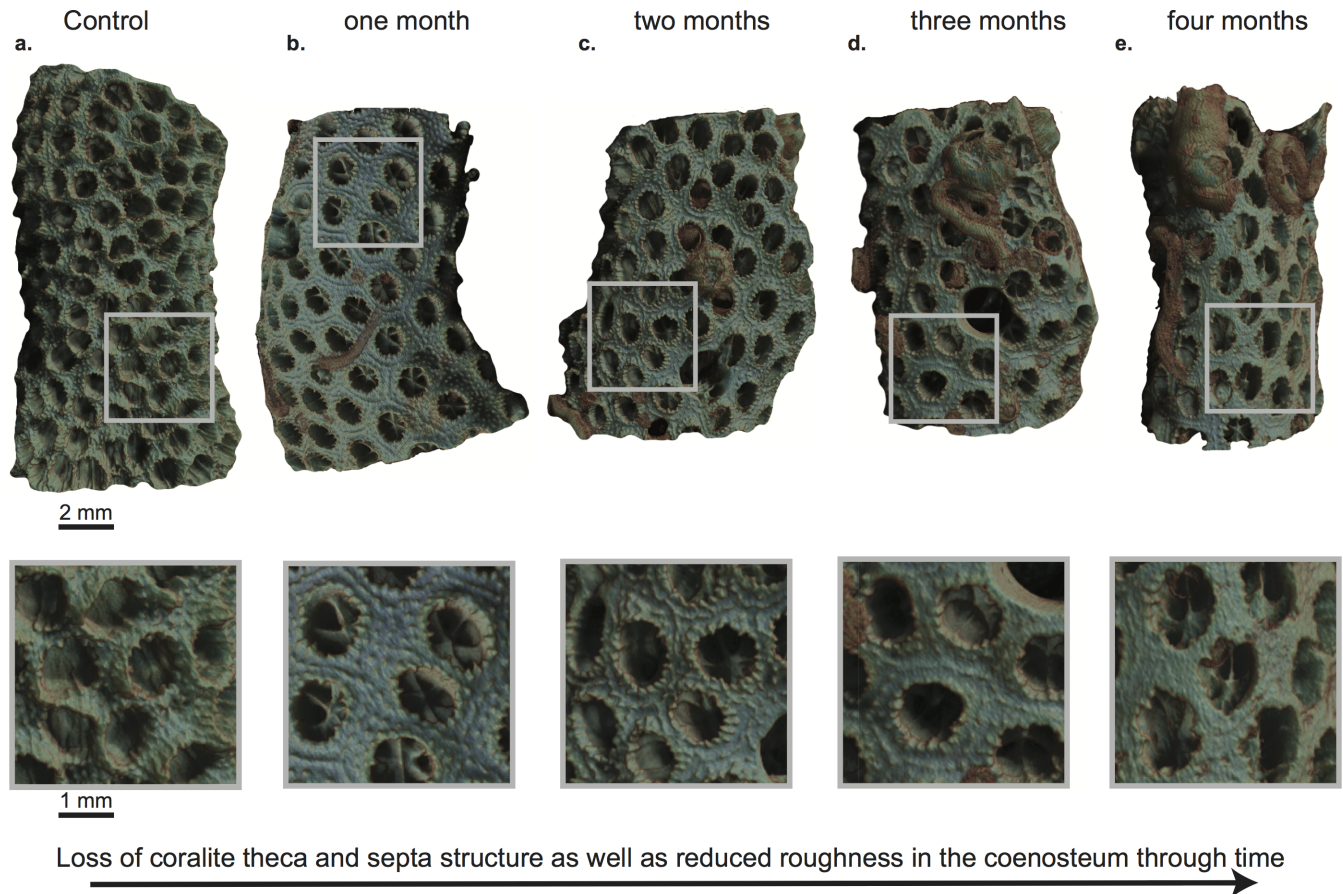 Control
one month
two months
three months
four months
a.
b.
c.
d.
e.
2 mm
1 mm
Loss of coralite theca and septa structure as well as reduced roughness in the coenosteum through time